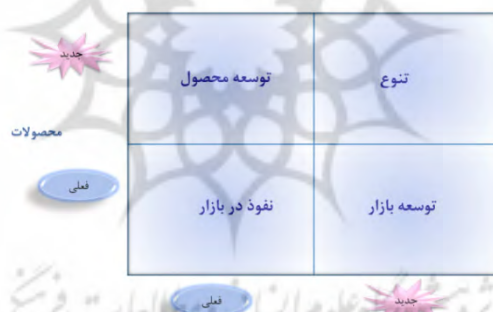 جدید
توسعه محصول
تنوع
محصولات
فعلی
نفوذ در بازار
توسعه بازار
فعلی
جدید